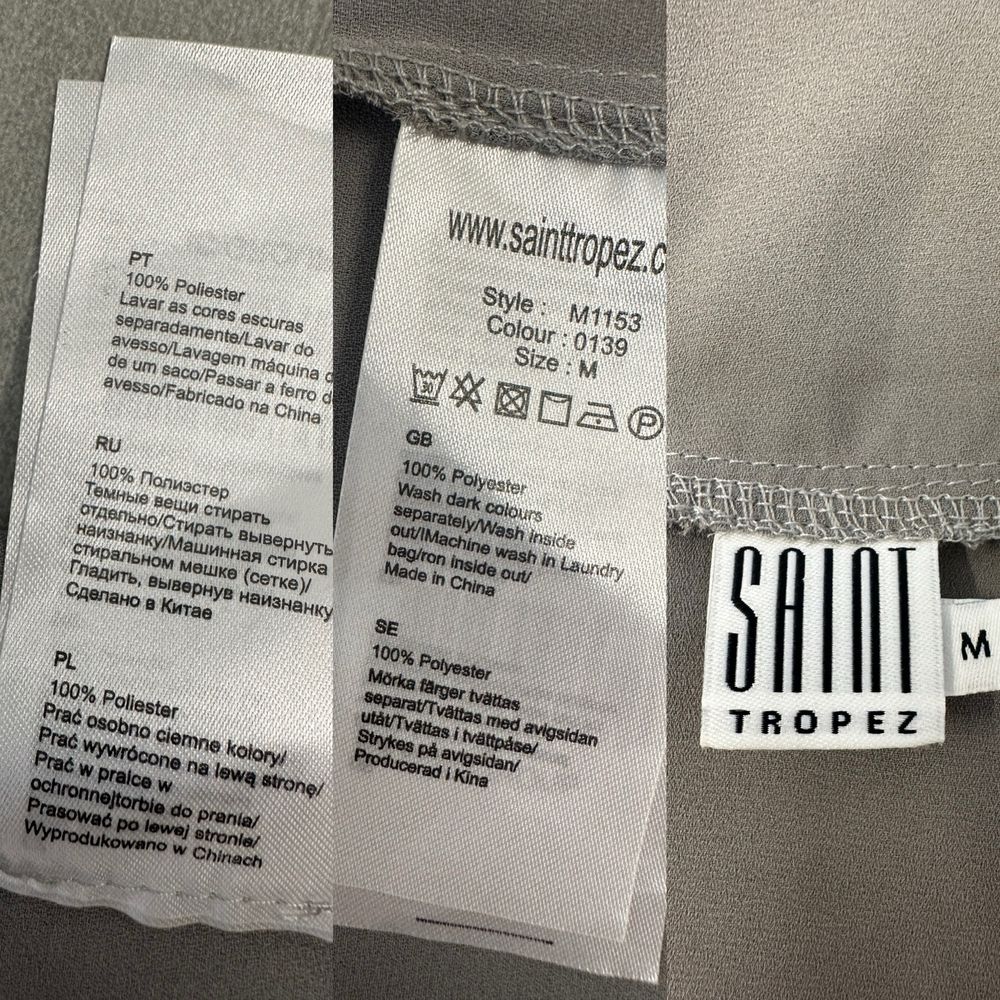 PT
100% Poliester
Lavar as cores escuras
separadamente/Lavar do
avesso/Lavagem máquina d
de um saco/Passar a ferro d
avesso/Fabricado na China
RU
100% Полиэстер
Темные вещи стирать
отдельно/Стирать вывернуть
наизнанку/Машинная стирка
стиральном мешке (сетке)/
Гладить, вывернув наизнанку
Сделано в Китае
PL
100% Poliester
Prać osobno ciemne kolory/
Prać wywrócone na lewą stronę/
Prać w pralce w
ochronnejtorbie do prania/
Prasować po lewej stronie/
Wyprodukowano w Chinach
www.sainttropez.c
Style : M1153
Colour : 0139
Size : M
30
P
GB
100% Polyester
Wash dark colours
separately/Wash inside
out/IMachine wash in Laundry
bag/ron inside out/
Made in China
SE
100% Polyester
Mörka färger tvättas
separat/Tvättas med avigsidan
utåt/Tvättas i tvättpåse/
Strykes på avigsidan/
Producerad i Kina
SAINT
TROPEZ
M